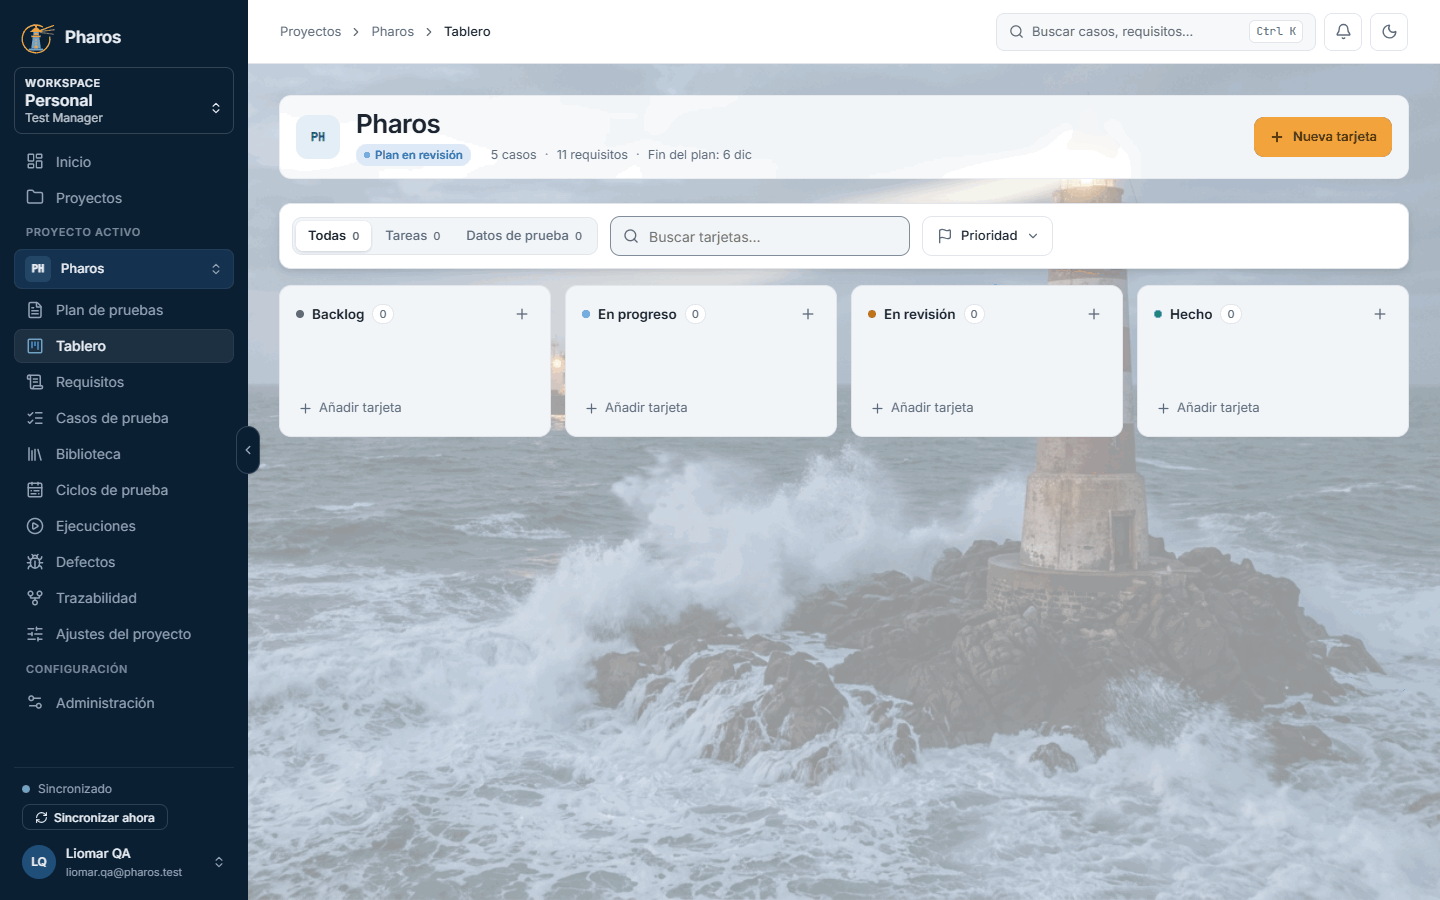 Pharos
WORKSPACE
Personal
Test Manager
Inicio
Proyectos
PROYECTO ACTIVO
PH Pharos
Plan de pruebas
Tablero
Requisitos
Casos de prueba
Biblioteca
Ciclos de prueba
Ejecuciones
Defectos
Trazabilidad
Ajustes del proyecto
CONFIGURACIÓN
Administración
Sincronizado
Sincronizar ahora
LQ
Liomar QA
liomar.qa@pharos.test
Proyectos > Pharos > Tablero
Buscar casos, requisitos... Ctrl K
PH
Pharos
Plan en revisión 5 casos · 11 requisitos · Fin del plan: 6 dic
+ Nueva tarjeta
Todas 0 Tareas 0 Datos de prueba 0
Buscar tarjetas...
Prioridad
Backlog 0 +
+ Añadir tarjeta
En progreso 0 +
+ Añadir tarjeta
En revisión 0 +
+ Añadir tarjeta
Hecho 0 +
+ Añadir tarjeta